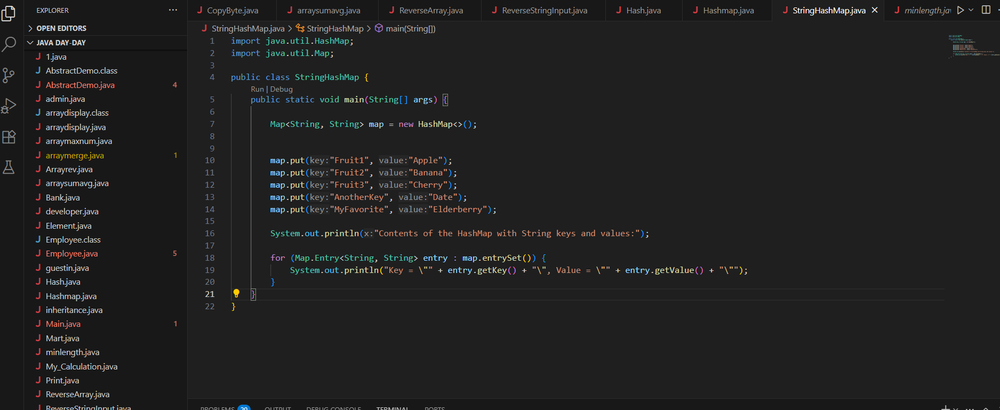 EXPLORER
OPEN EDITORS
JAVA DAY-DAY
1.java
AbstractDemo.class
AbstractDemo.java 4
admin.java
arraydisplay.class
arraydisplay.java
arraymaxnum.java
arraymerge.java 1
Arrayrev.java
arraysumavg.java
Bank.java
developer.java
Element.java
Employee.class
Employee.java 5
guestin.java
Hash.java
Hashmap.java
inheritance.java
Main.java 1
Mart.java
minlength.java
My_Calculation.java
Print.java
ReverseArray.java
ReverseStringInput.java
CopyByte.java arraysumavg.java ReverseArray.java ReverseStringInput.java Hash.java Hashmap.java StringHashMap.java minlength.jav
StringHashMap.java > StringHashMap > main(String[])
1 import java.util.HashMap;
2 import java.util.Map;
3
4 public class StringHashMap {
Run | Debug
5 public static void main(String[] args) {
6
7 Map<String, String> map = new HashMap<>();
8
9
10 map.put(key:"Fruit1", value:"Apple");
11 map.put(key:"Fruit2", value:"Banana");
12 map.put(key:"Fruit3", value:"Cherry");
13 map.put(key:"AnotherKey", value:"Date");
14 map.put(key:"MyFavorite", value:"Elderberry");
15
16 System.out.println(x:"Contents of the HashMap with String keys and values:");
17
18 for (Map.Entry<String, String> entry : map.entrySet()) {
19 System.out.println("Key = \"" + entry.getKey() + "\", Value = \"" + entry.getValue() + "\"");
20 }
21 }
22 }
PROBLEMS 20 OUTPUT DEBUG CONSOLE TERMINAL PORTS